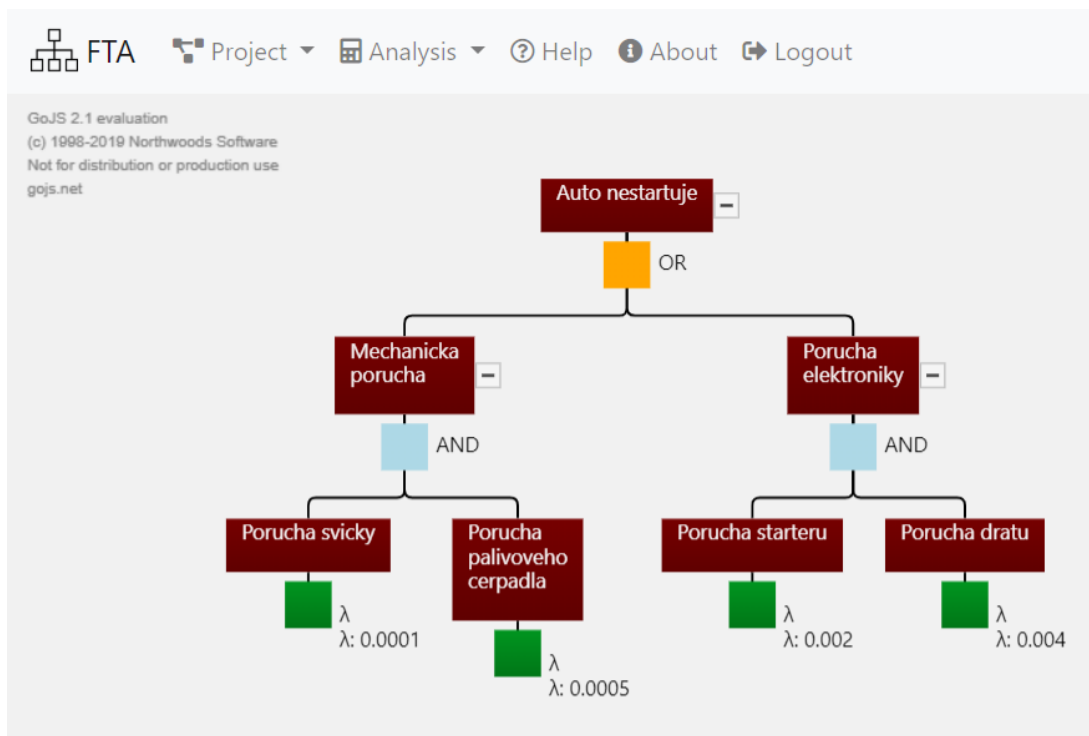 FTA Project Analysis Help About Logout
GoJS 2.1 evaluation
(c) 1998-2019 Northwoods Software
Not for distribution or production use
gojs.net
Auto nestartuje
OR
Mechanicka
porucha
Porucha
elektroniky
AND
AND
Porucha svicky
Porucha
palivoveho
cerpadla
Porucha starteru
Porucha dratu
λ
λ: 0.0001
λ
λ: 0.0005
λ
λ: 0.002
λ
λ: 0.004